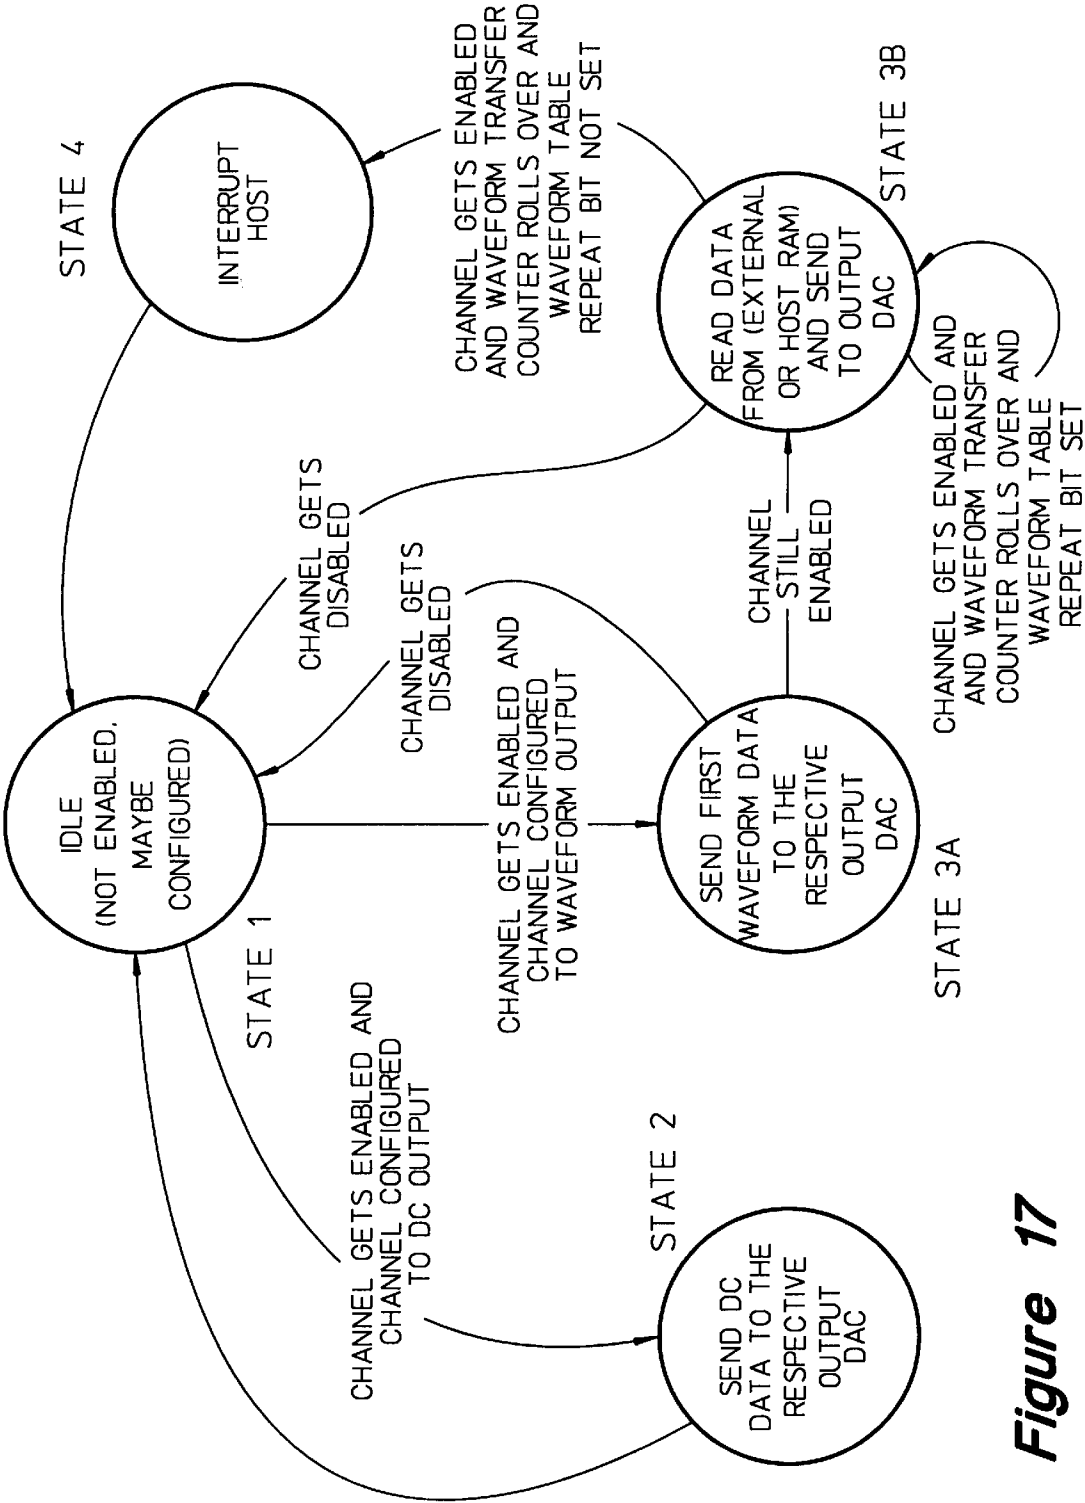 IDLE
(NOT ENABLED,
MAYBE
CONFIGURED)
STATE 1
STATE 4
INTERRUPT
HOST
CHANNEL GETS ENABLED AND
CHANNEL CONFIGURED
TO DC OUTPUT
CHANNEL GETS ENABLED AND
CHANNEL CONFIGURED
TO WAVEFORM OUTPUT
CHANNEL GETS
DISABLED
CHANNEL GETS
DISABLED
CHANNEL GETS ENABLED
AND WAVEFORM TRANSFER
COUNTER ROLLS OVER AND
WAVEFORM TABLE
REPEAT BIT NOT SET
STATE 2
SEND DC
DATA TO THE
RESPECTIVE
OUTPUT
DAC
SEND FIRST
WAVEFORM DATA
TO THE
RESPECTIVE
OUTPUT
DAC
STATE 3A
CHANNEL
STILL
ENABLED
READ DATA
FROM (EXTERNAL
OR HOST RAM)
AND SEND
TO OUTPUT
DAC
STATE 3B
CHANNEL GETS ENABLED AND
AND WAVEFORM TRANSFER
COUNTER ROLLS OVER AND
WAVEFORM TABLE
REPEAT BIT SET
Figure 17